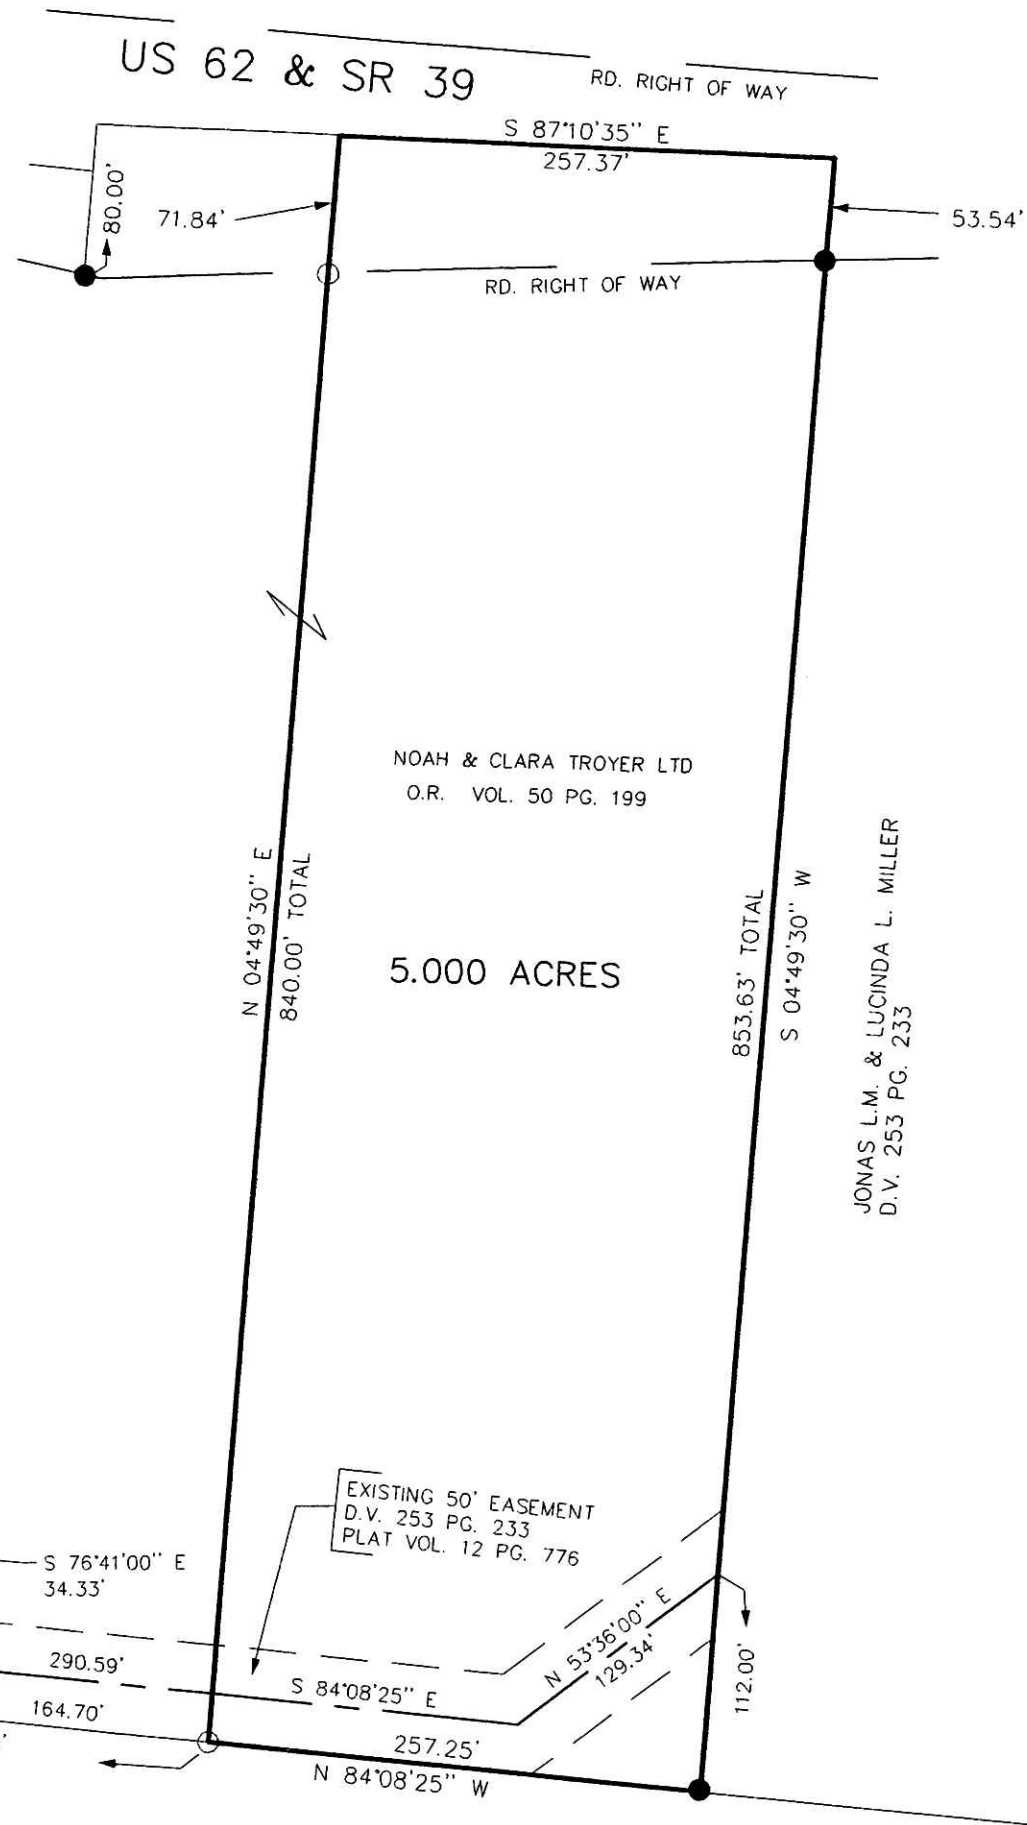 US 62 & SR 39
RD. RIGHT OF WAY
S 87°10'35" E
257.37'
80.00'
71.84'
53.54'
RD. RIGHT OF WAY
NOAH & CLARA TROYER LTD
O.R. VOL. 50 PG. 199
N 04°49'30" E
840.00' TOTAL
5.000 ACRES
853.63' TOTAL
S 04°49'30" W
JONAS L.M. & LUCINDA L. MILLER
D.V. 253 PG. 233
EXISTING 50' EASEMENT
D.V. 253 PG. 233
PLAT VOL. 12 PG. 776
S 76°41'00" E
34.33'
N 53°36'00" E
129.34'
112.00'
290.59'
S 84°08'25" E
164.70'
257.25'
N 84°08'25" W